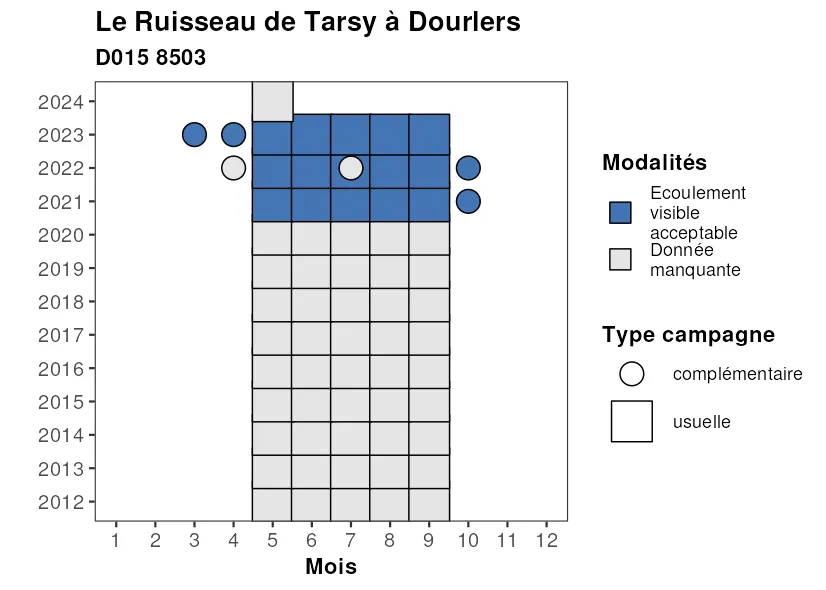 Le Ruisseau de Tarsy à Dourlers
D015 8503
2024
2023
2022
2021
2020
2019
2018
2017
2016
2015
2014
2013
2012
1 2 3 4 5 6 7 8 9 10 11 12
Mois
Modalités
Ecoulement
visible
acceptable
Donnée
manquante
Type campagne
complémentaire
usuelle